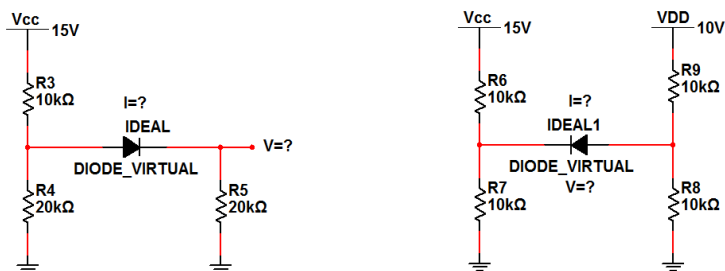 Vcc
15V
R3
10kΩ
I=?
IDEAL
DIODE_VIRTUAL
V=?
R4
20kΩ
R5
20kΩ
Vcc
15V
VDD
10V
R6
10kΩ
R9
10kΩ
I=?
IDEAL1
DIODE_VIRTUAL
V=?
R7
10kΩ
R8
10kΩ